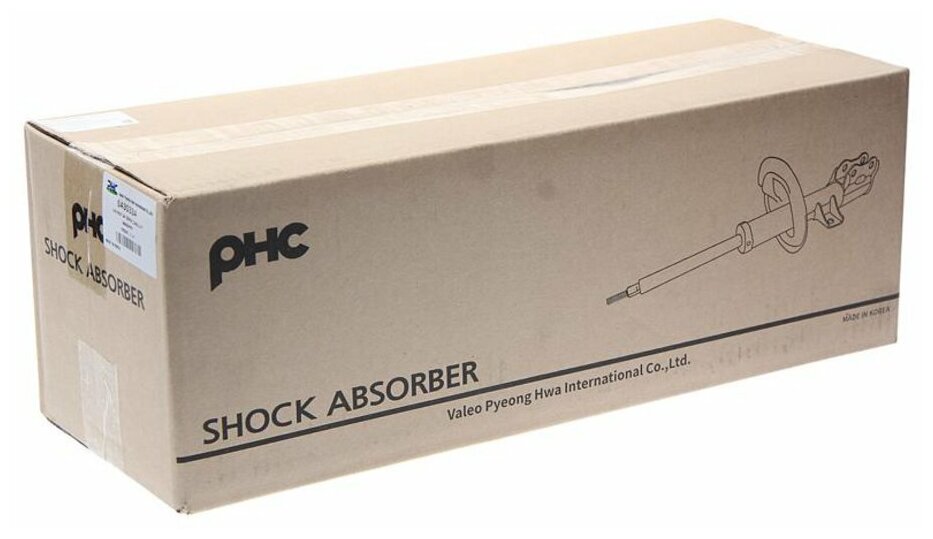 PHC
SHOCK ABSORBER
PHC
SHOCK ABSORBER
Valeo Pyeong Hwa International Co.,Ltd.
MADE IN KOREA